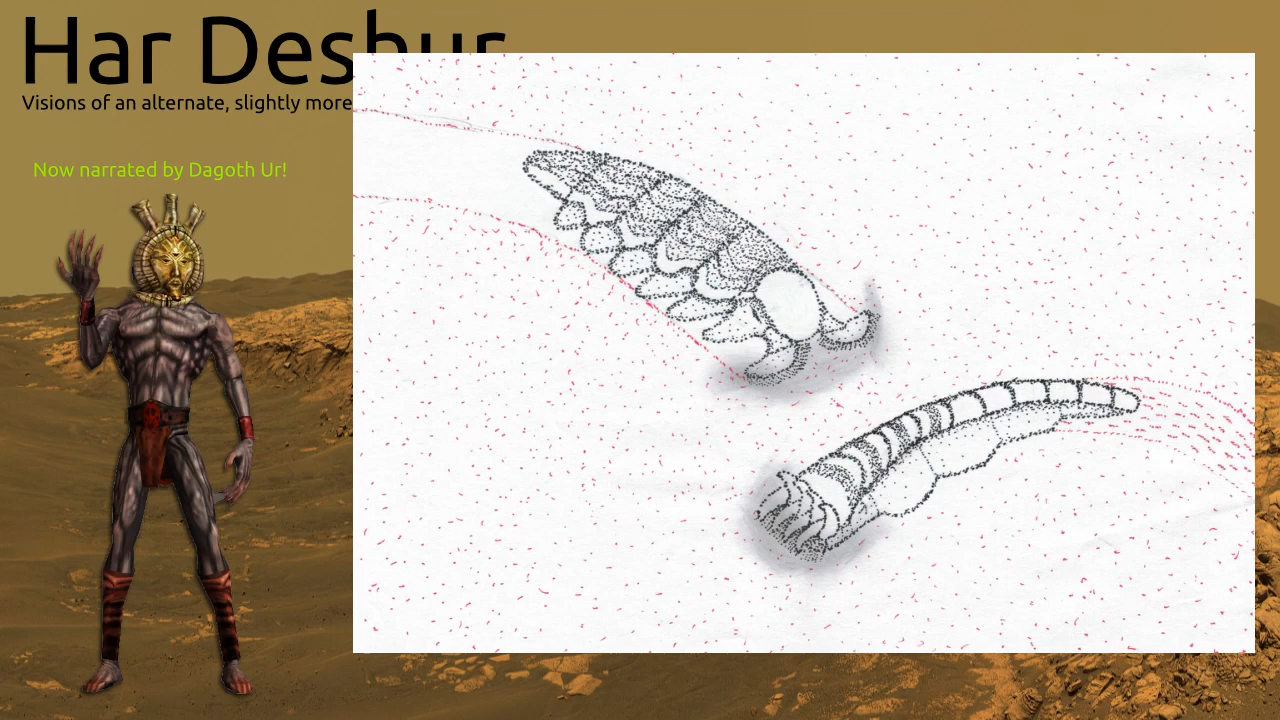 Har Deshur
Visions of an alternate, slightly more
Now narrated by Dagoth Ur!